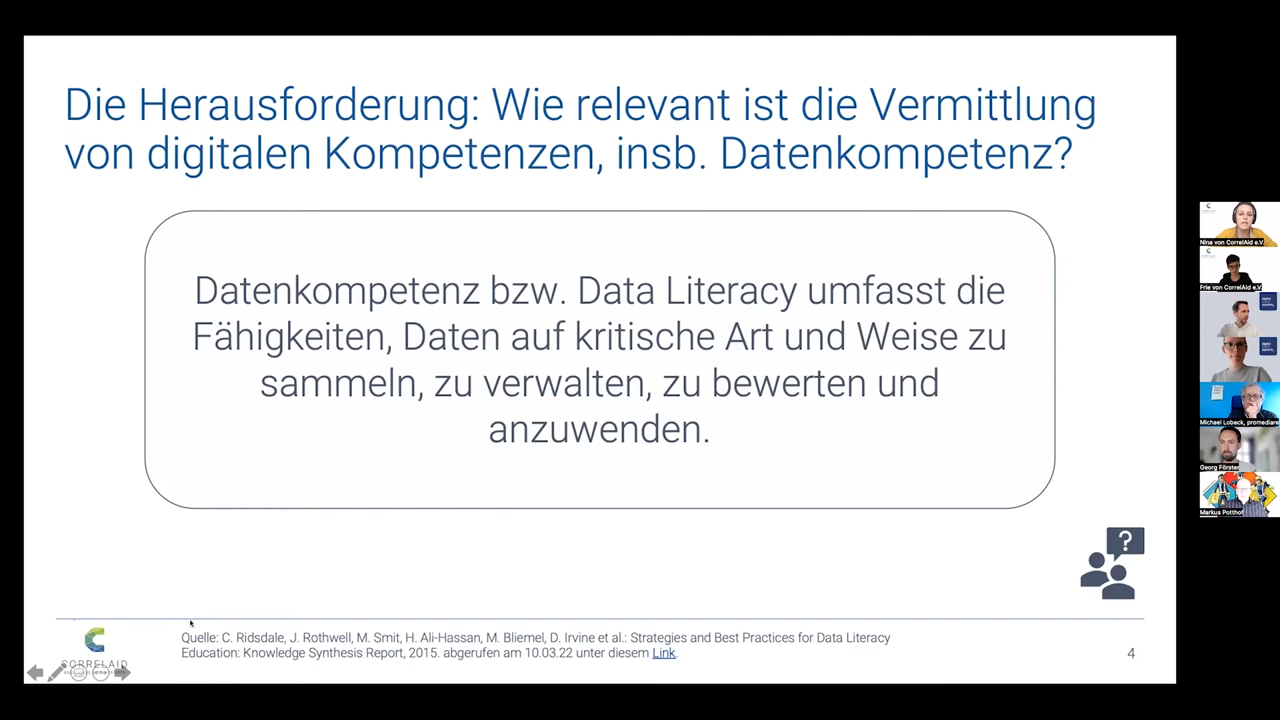 Die Herausforderung: Wie relevant ist die Vermittlung
von digitalen Kompetenzen, insb. Datenkompetenz?
Datenkompetenz bzw. Data Literacy umfasst die
Fähigkeiten, Daten auf kritische Art und Weise zu
sammeln, zu verwalten, zu bewerten und
anzuwenden.
?
Quelle: C. Ridsdale, J. Rothwell, M. Smit, H. Ali-Hassan, M. Bliemel, D. Irvine et al.: Strategies and Best Practices for Data Literacy
Education: Knowledge Synthesis Report, 2015. abgerufen am 10.03.22 unter diesem Link.
CORRELAID
4
Nina von CorrelAid e.V.
Frie von CorrelAid e.V.
Michael Lobeck, promediare
Georg Förster
Markus Potthof